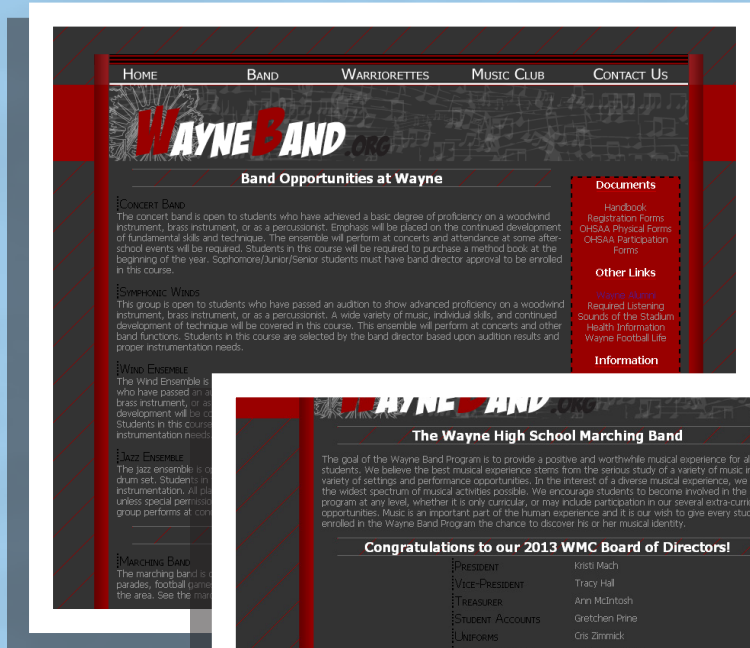 Home Band Warriorettes Music Club Contact Us
WayneBand.org
Band Opportunities at Wayne
Concert Band
The concert band is open to students who have achieved a basic degree of proficiency on a woodwind
instrument, brass instrument, or as a percussionist. Emphass will be placed on the continued development
of fundamental skills and technique. The ensemble will perform at concerts and attendance at some after-
school events will be required. Students in this course will be required to purchase a method book at the
beginning of the year. Sophomore/Junior/Senior students must have band director approval to be enrolled
in this course.
Symphonic Winds
This group is open to students who have passed an audition to show advanced proficiency on a woodwind
instrument, brass instrument, or as a percussionist. A wide variety of music, individual skills, and continued
development of technique will be covered in this course. This ensemble will perform at concerts and other
band functions. Students in this course are selected by the band director based upon audition results and
proper instrumentation needs.
Wind Ensemble
The Wind Ensemble is
who have passed an a
brass instrument, or as
development will be co
Students in this course
instrumentation needs
Jazz Ensemble
The jazz ensemble is op
drum set. Students in
instrumentation. All pla
unless special permissio
group performs at con
Marching Band
The marching band is o
parades, football games
the area. See the marc
Documents
Handbook
Registration Forms
OHSAA Physical Forms
OHSAA Participation
Forms
Other Links
Required Listening
Sounds of the Stadium
Health Information
Wayne Football Life
Information
The Wayne High School Marching Band
The goal of the Wayne Band Program is to provide a positive and worthwhile musical experience for al
students. We believe the best musical experience stems from the serious study of a variety of music in
variety of settings and performance opportunities. In the interest of a diverse musical experience, we
the widest spectrum of musical activities possible. We encourage students to become involved in the
program at any level, whether it is only curricular, or may include participation in our several extra-curri
opportunities. Music is an important part of the human experience and it is our wish to give every stud
enrolled in the Wayne Band Program the chance to discover his or her musical identity.
Congratulations to our 2013 WMC Board of Directors!
President Kristi Mach
Vice-President Tracy Hall
Treasurer Ann McIntosh
Student Accounts Gretchen Prine
Uniforms Cris Zimmick